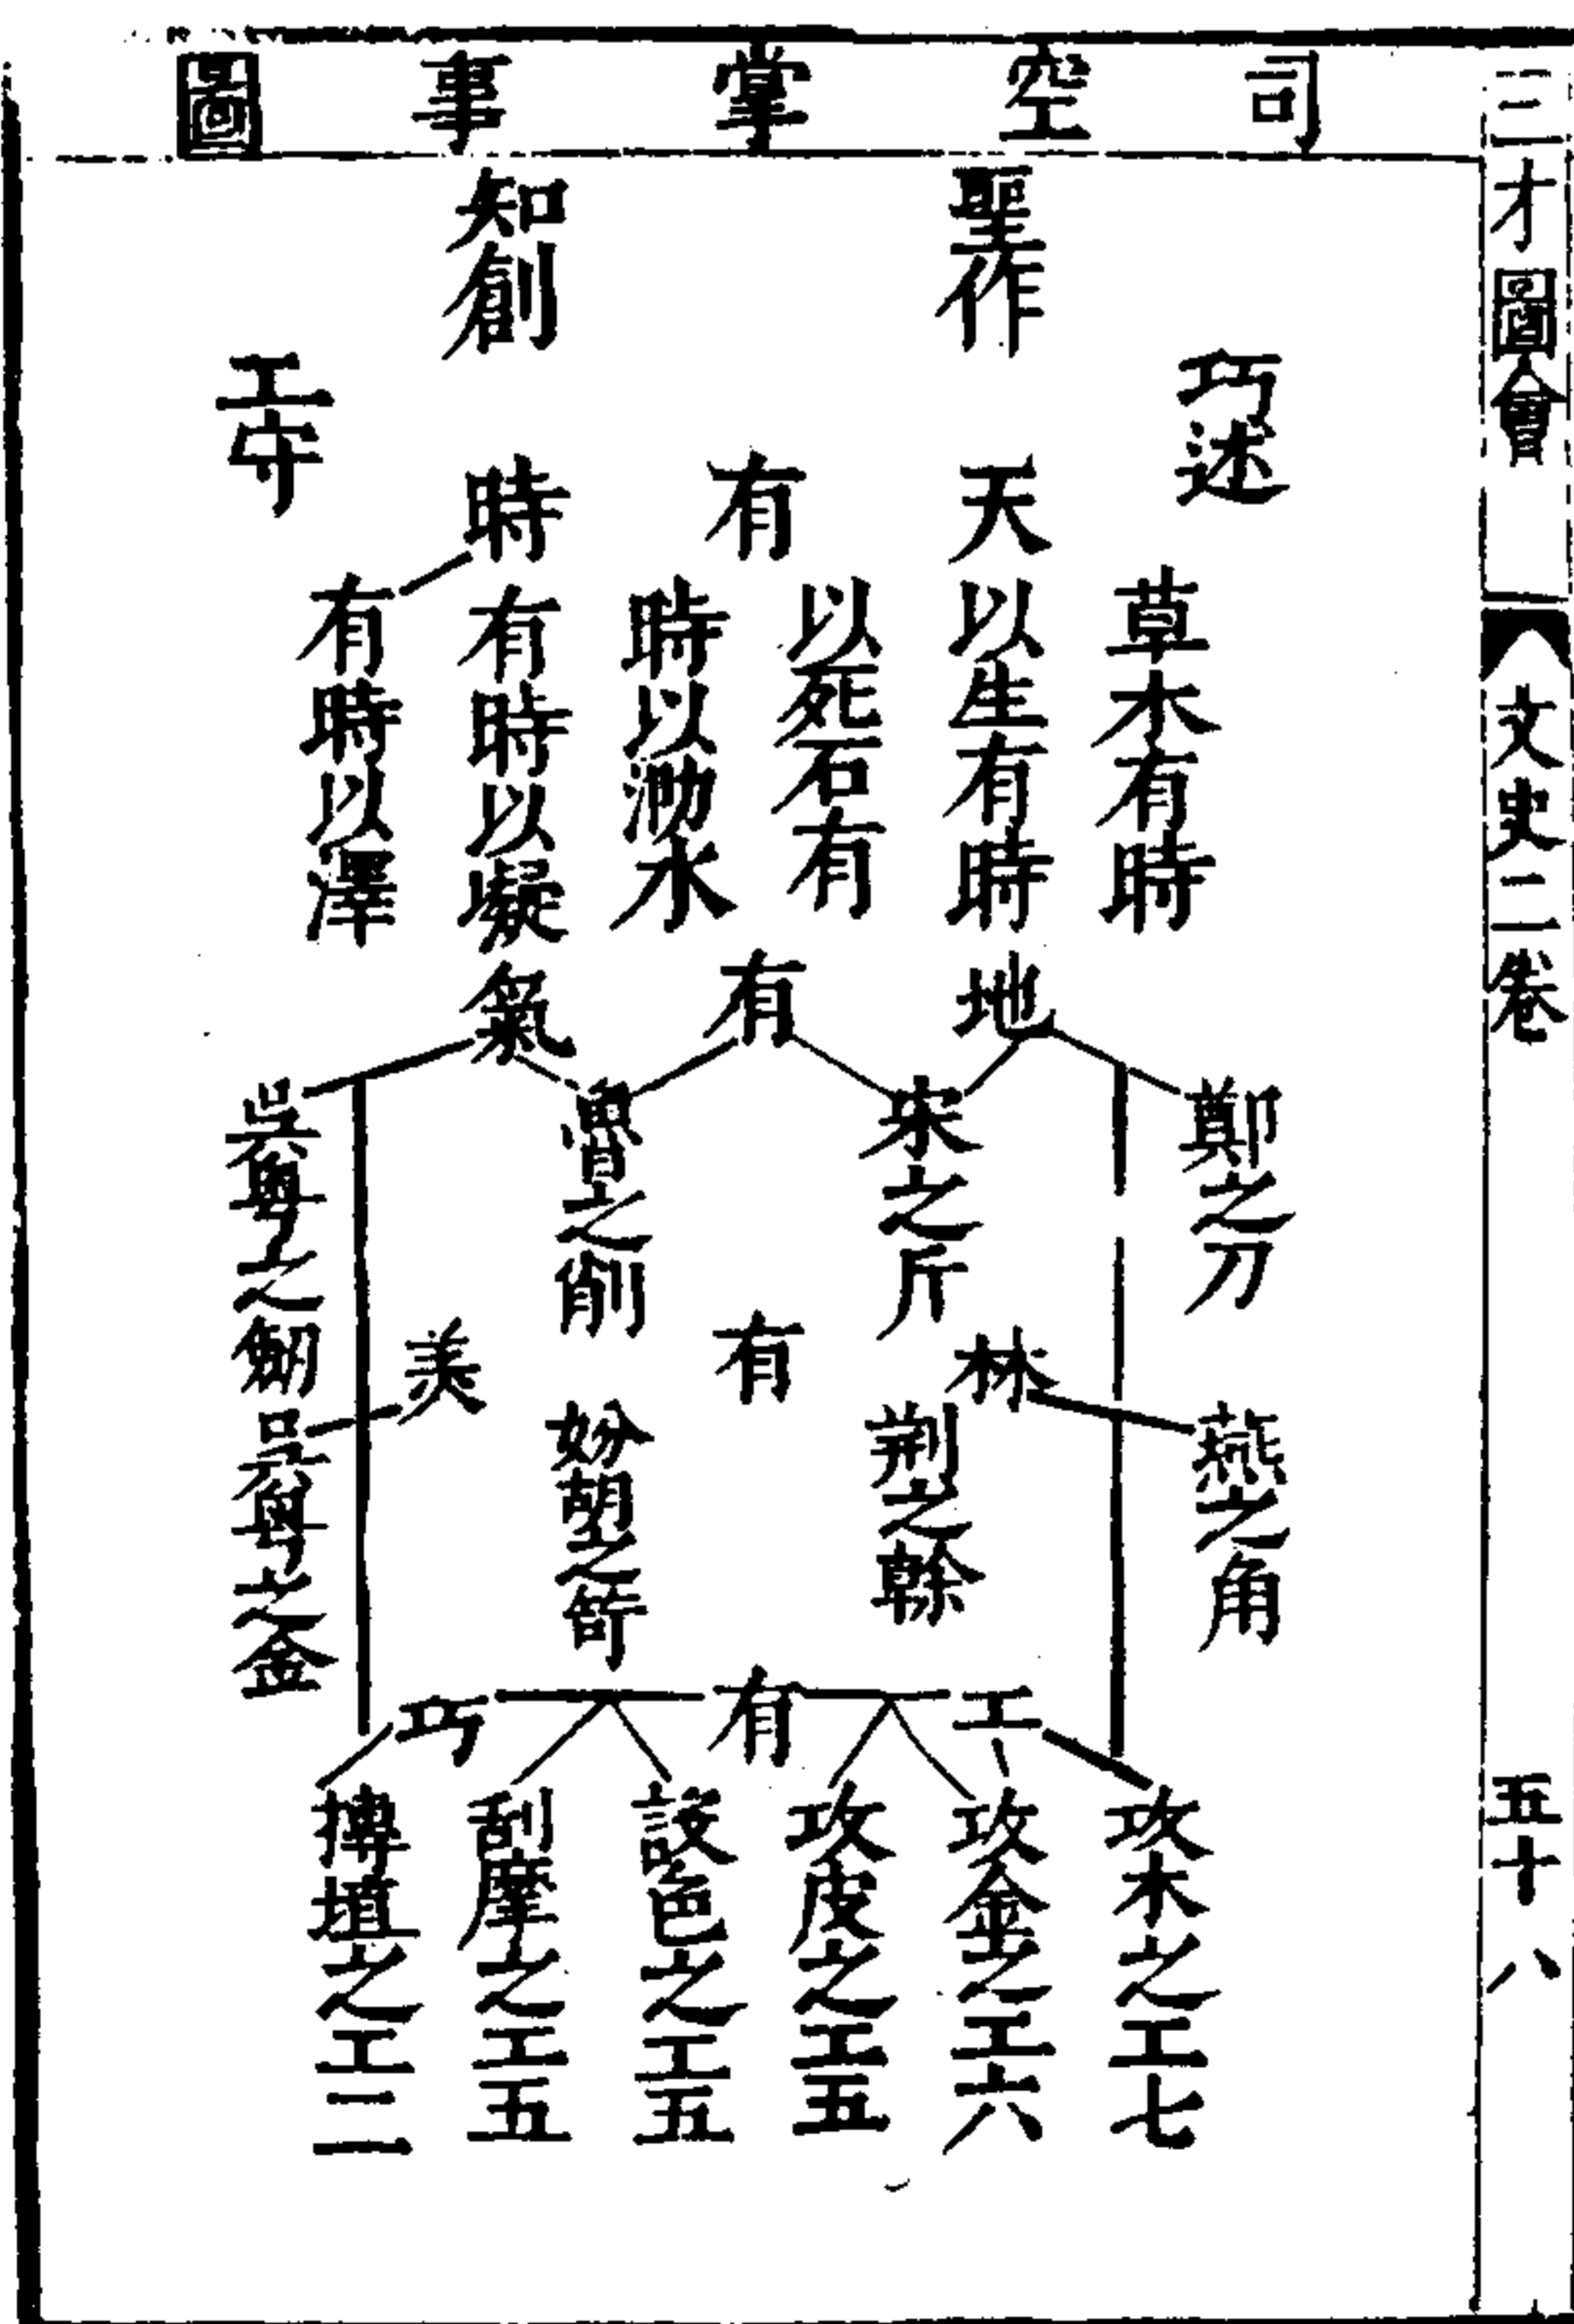 三才圖會
文史二卷
五十八
司空掌事圖
聖作
知創
巧述
工守
天有時
草木有時
以生有時
以死石有
時以泐水
有時以凝
有時以澤
地有氣
鄭之刀
宋之斤
魯之削
吳粵之劒
林有美
燕之角
荆之榦
妢胡之笴
吳粵之金
工有巧
攻木之工七
攻金之工六
攻皮之工五
設色之工五
刮摩之工五
摶埴之工二